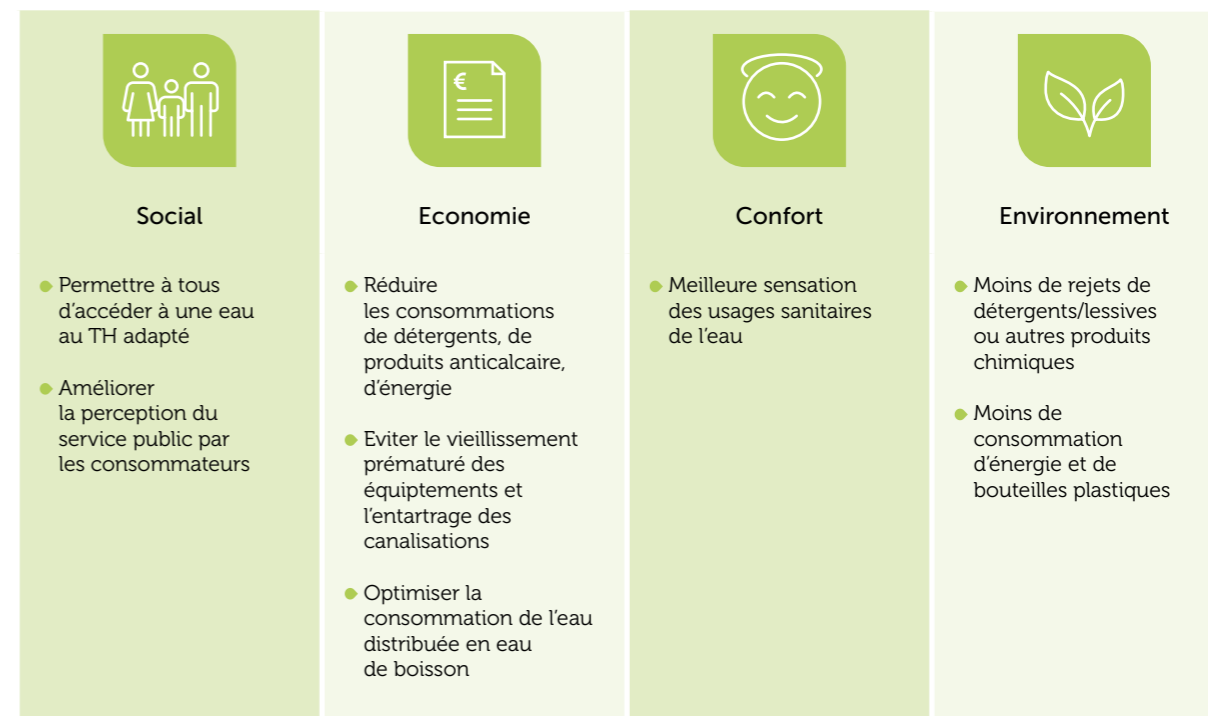 €
Social
Permettre à tous
d'accéder à une eau
au TH adapté
Améliorer
la perception du
service public par
les consommateurs
Economie
Réduire
les consommations
de détergents, de
produits anticalcaire,
d'énergie
Eviter le vieillissement
prématuré des
équiptements et
l'entartrage des
canalisations
Optimiser la
consommation de l'eau
distribuée en eau
de boisson
Confort
Meilleure sensation
des usages sanitaires
de l'eau
Environnement
Moins de rejets de
détergents/lessives
ou autres produits
chimiques
Moins de
consommation
d'énergie et de
bouteilles plastiques